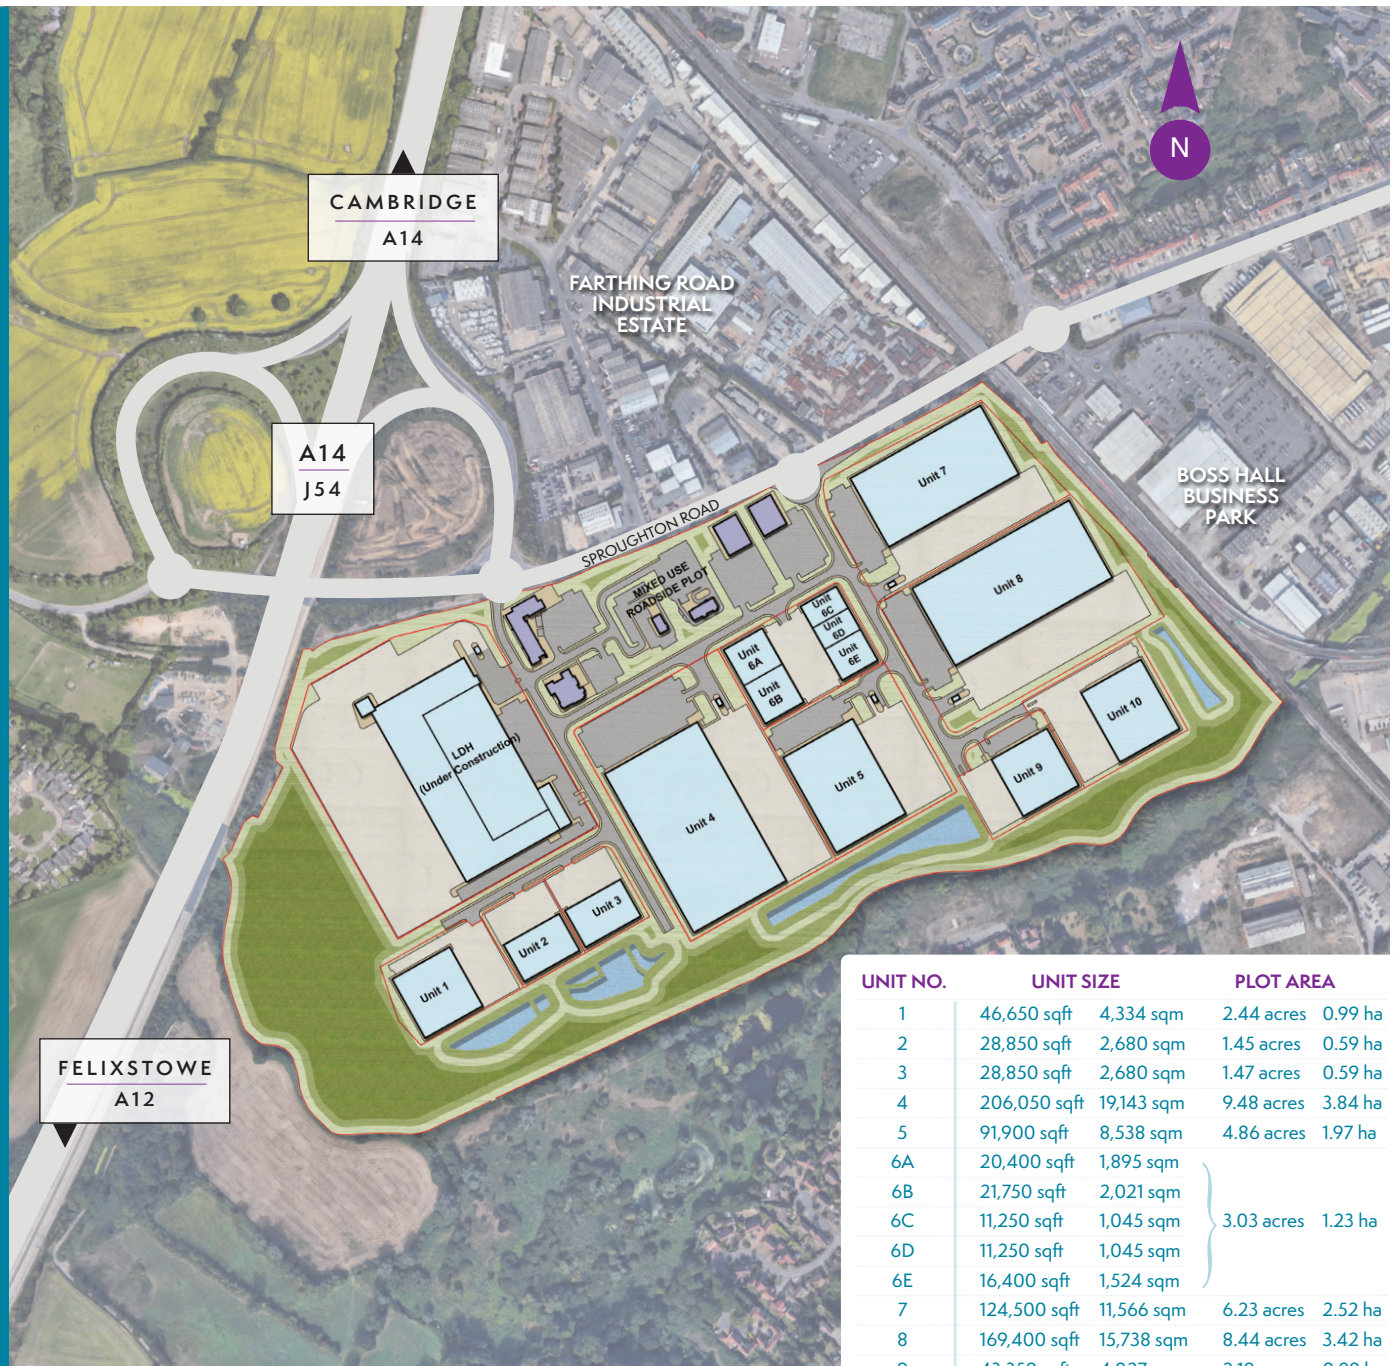 N
CAMBRIDGE
A14
FARTHING ROAD
INDUSTRIAL
ESTATE
A14
J54
BOSS HALL
BUSINESS
PARK
SPROUGHTON ROAD
MIXED USE
ROADSIDE PLOT
Unit 7
Unit 8
Unit
6C
Unit
6D
Unit
6E
Unit
6A
Unit
6B
Unit 10
Unit 9
Unit 5
Unit 4
LDH
(Under Construction)
Unit 3
Unit 2
Unit 1
FELIXSTOWE
A12
UNIT NO. UNIT SIZE PLOT AREA
1 46,650 sqft 4,334 sqm 2.44 acres 0.99 ha
2 28,850 sqft 2,680 sqm 1.45 acres 0.59 ha
3 28,850 sqft 2,680 sqm 1.47 acres 0.59 ha
4 206,050 sqft 19,143 sqm 9.48 acres 3.84 ha
5 91,900 sqft 8,538 sqm 4.86 acres 1.97 ha
6A 20,400 sqft 1,895 sqm
6B 21,750 sqft 2,021 sqm
6C 11,250 sqft 1,045 sqm 3.03 acres 1.23 ha
6D 11,250 sqft 1,045 sqm
6E 16,400 sqft 1,524 sqm
7 124,500 sqft 11,566 sqm 6.23 acres 2.52 ha
8 169,400 sqft 15,738 sqm 8.44 acres 3.42 ha